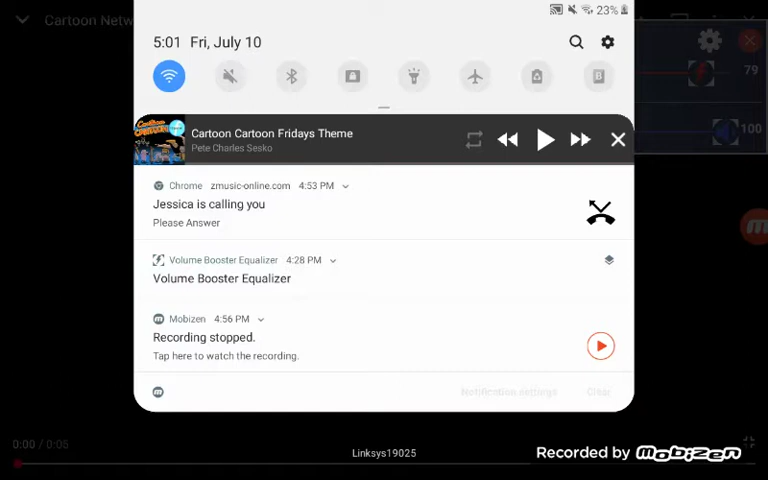 Cartoon Netw
23%
5:01 Fri, July 10
79
100
Cartoon Cartoon Fridays Theme
Pete Charles Sesko
Chrome zmusic-online.com 4:53 PM
Jessica is calling you
Please Answer
Volume Booster Equalizer 4:28 PM
Volume Booster Equalizer
Mobizen 4:56 PM
Recording stopped.
Tap here to watch the recording.
Notification settings Clear
0:00 / 0:05
Linksys19025
Recorded by Mobizen